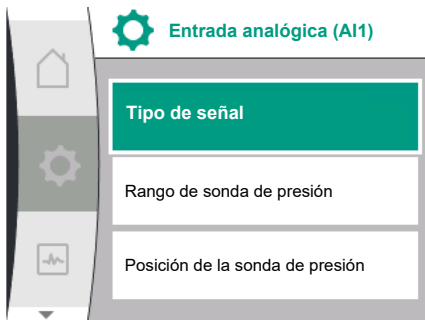 Entrada analógica (AI1)
Tipo de señal
Rango de sonda de presión
Posición de la sonda de presión